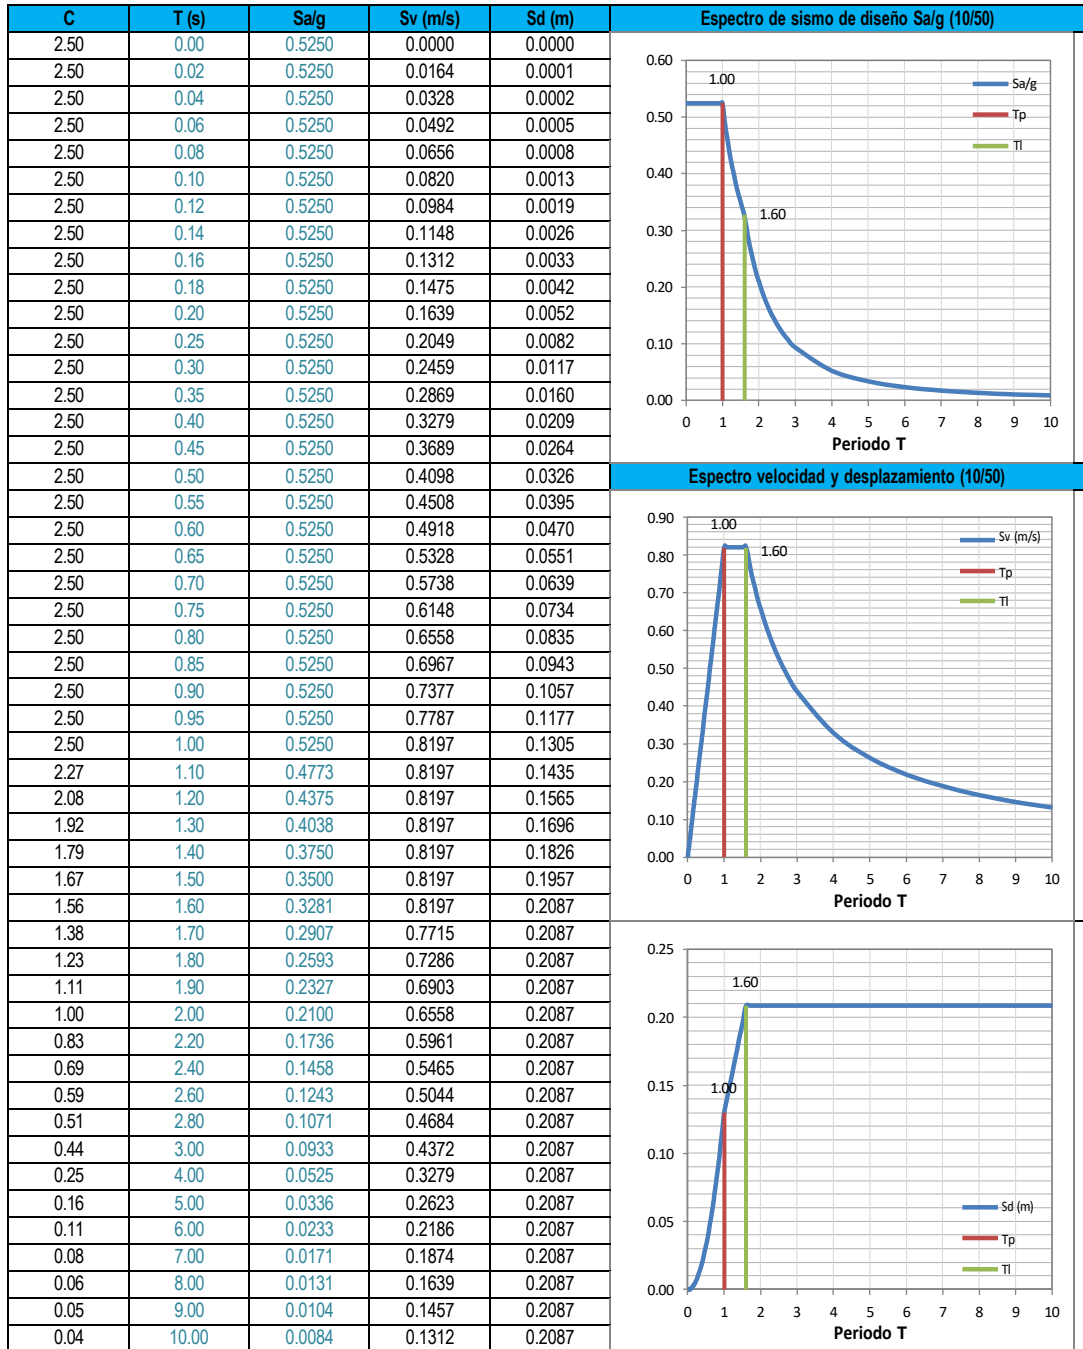 C T (s) Sa/g Sv (m/s) Sd (m) Espectro de sismo de diseño Sa/g (10/50)
2.50 0.00 0.5250 0.0000 0.0000
2.50 0.02 0.5250 0.0164 0.0001
2.50 0.04 0.5250 0.0328 0.0002
2.50 0.06 0.5250 0.0492 0.0005
2.50 0.08 0.5250 0.0656 0.0008
2.50 0.10 0.5250 0.0820 0.0013
2.50 0.12 0.5250 0.0984 0.0019
2.50 0.14 0.5250 0.1148 0.0026
2.50 0.16 0.5250 0.1312 0.0033
2.50 0.18 0.5250 0.1475 0.0042
2.50 0.20 0.5250 0.1639 0.0052
2.50 0.25 0.5250 0.2049 0.0082
2.50 0.30 0.5250 0.2459 0.0117
2.50 0.35 0.5250 0.2869 0.0160
2.50 0.40 0.5250 0.3279 0.0209
2.50 0.45 0.5250 0.3689 0.0264
2.50 0.50 0.5250 0.4098 0.0326
2.50 0.55 0.5250 0.4508 0.0395
2.50 0.60 0.5250 0.4918 0.0470
2.50 0.65 0.5250 0.5328 0.0551
2.50 0.70 0.5250 0.5738 0.0639
2.50 0.75 0.5250 0.6148 0.0734
2.50 0.80 0.5250 0.6558 0.0835
2.50 0.85 0.5250 0.6967 0.0943
2.50 0.90 0.5250 0.7377 0.1057
2.50 0.95 0.5250 0.7787 0.1177
2.50 1.00 0.5250 0.8197 0.1305
2.27 1.10 0.4773 0.8197 0.1435
2.08 1.20 0.4375 0.8197 0.1565
1.92 1.30 0.4038 0.8197 0.1696
1.79 1.40 0.3750 0.8197 0.1826
1.67 1.50 0.3500 0.8197 0.1957
1.56 1.60 0.3281 0.8197 0.2087
1.38 1.70 0.2907 0.7715 0.2087
1.23 1.80 0.2593 0.7286 0.2087
1.11 1.90 0.2327 0.6903 0.2087
1.00 2.00 0.2100 0.6558 0.2087
0.83 2.20 0.1736 0.5961 0.2087
0.69 2.40 0.1458 0.5465 0.2087
0.59 2.60 0.1243 0.5044 0.2087
0.51 2.80 0.1071 0.4684 0.2087
0.44 3.00 0.0933 0.4372 0.2087
0.25 4.00 0.0525 0.3279 0.2087
0.16 5.00 0.0336 0.2623 0.2087
0.11 6.00 0.0233 0.2186 0.2087
0.08 7.00 0.0171 0.1874 0.2087
0.06 8.00 0.0131 0.1639 0.2087
0.05 9.00 0.0104 0.1457 0.2087
0.04 10.00 0.0084 0.1312 0.2087
0.60
1.00
Sa/g
0.50
Tp
Tl
0.40
0.30
1.60
0.20
0.10
0.00
0 1 2 3 4 5 6 7 8 9 10
Periodo T
Espectro velocidad y desplazamiento (10/50)
0.90
1.00
Sv (m/s)
0.80
1.60
Tp
0.70
Tl
0.60
0.50
0.40
0.30
0.20
0.10
0.00
0 1 2 3 4 5 6 7 8 9 10
Periodo T
0.25
1.60
0.20
0.15
1.00
0.10
0.05
Sd (m)
Tp
Tl
0.00
0 1 2 3 4 5 6 7 8 9 10
Periodo T